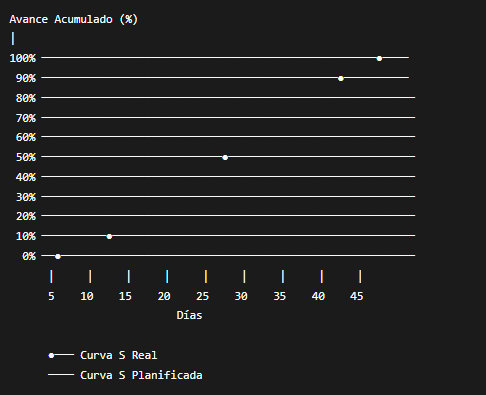 Avance Acumulado (%)
|
100%
90%
80%
70%
60%
50%
40%
30%
20%
10%
0%
| | | | | | | | |
5 10 15 20 25 30 35 40 45
Días
●── Curva S Real
─── Curva S Planificada